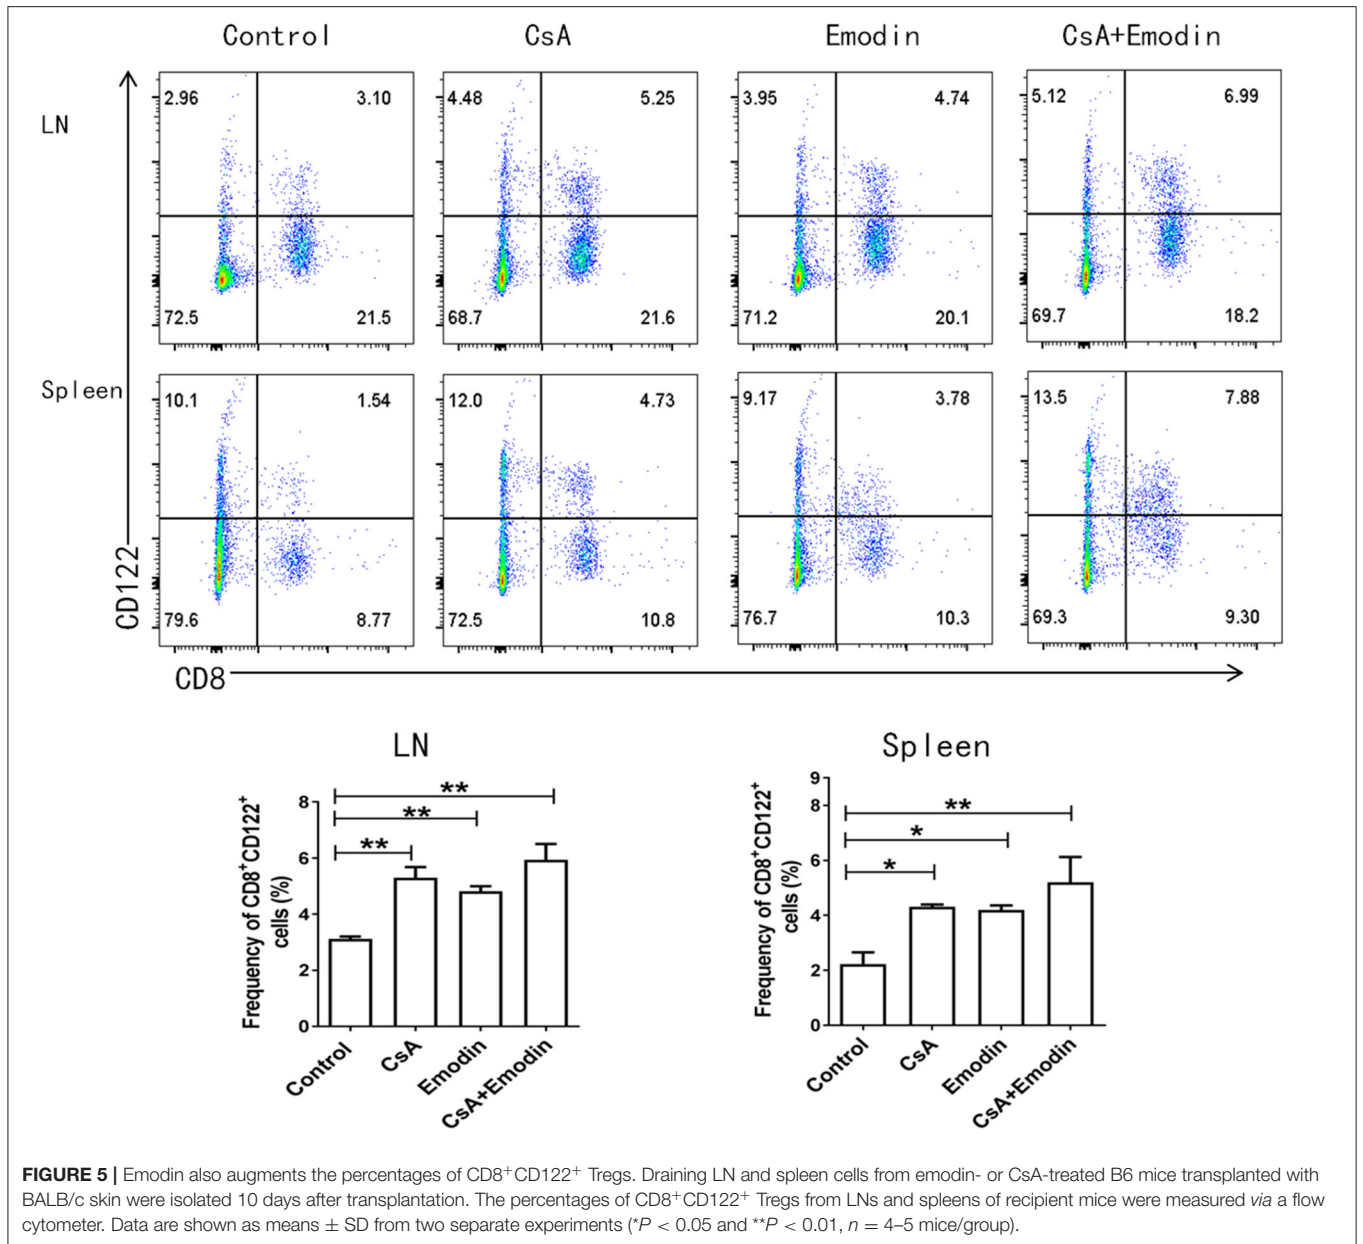 Control CsA Emodin CsA+Emodin
LN
2.96 3.10 4.48 5.25 3.95 4.74 5.12 6.99
72.5 21.5 68.7 21.6 71.2 20.1 69.7 18.2
Spleen
10.1 1.54 12.0 4.73 9.17 3.78 13.5 7.88
79.6 8.77 72.5 10.8 76.7 10.3 69.3 9.30
CD122
CD8
LN
Frequency of CD8⁺CD122⁺
cells (%)
8
6
4
2
0
**
**
**
Control CsA Emodin CsA+Emodin
Spleen
Frequency of CD8⁺CD122⁺
cells (%)
9
8
6
4
2
0
**
*
*
Control CsA Emodin CsA+Emodin
FIGURE 5 | Emodin also augments the percentages of CD8⁺CD122⁺ Tregs. Draining LN and spleen cells from emodin- or CsA-treated B6 mice transplanted with
BALB/c skin were isolated 10 days after transplantation. The percentages of CD8⁺CD122⁺ Tregs from LNs and spleens of recipient mice were measured via a flow
cytometer. Data are shown as means ± SD from two separate experiments (*P < 0.05 and **P < 0.01, n = 4–5 mice/group).